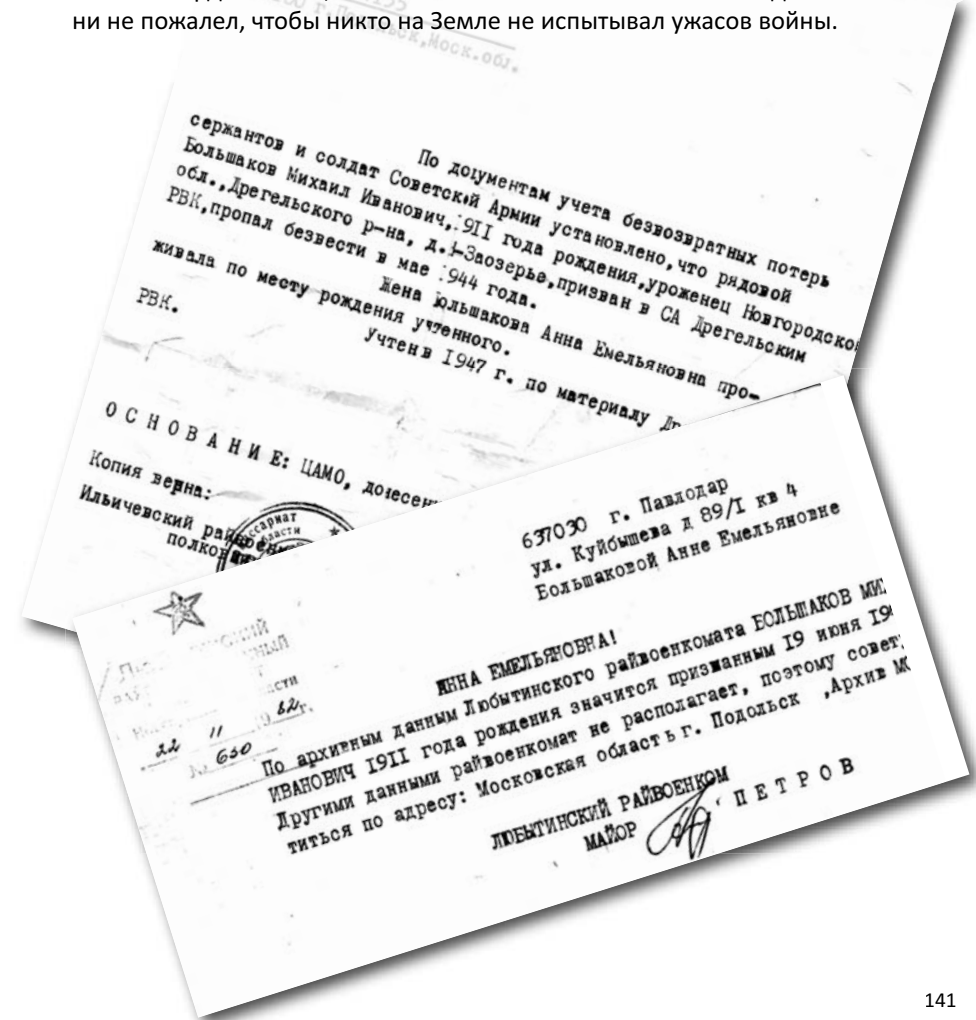 ни не пожалел, чтобы никто на Земле не испытывал ужасов войны.
Моск.обл.
По документам учета безвозвратных потерь
сержантов и солдат Советской Армии установлено, что рядовой
Большаков Михаил Иванович, 1911 года рождения, уроженец Новгородской
обл., Дрегельского р-на, д. Заозерье, призван в СА Дрегельским
РВК, пропал безвести в мае 1944 года.
Жена Большакова Анна Емельяновна про-
живала по месту рождения учтенного.
Учтен в 1947 г. по материалу
РВК.
ОСНОВАНИЕ: ЦАМО,
Копия верна:
Ильичевский
637030 г. Павлодар
ул. Куйбышева д 89/I кв 4
Большаковой Анне Емельяновне
22 11 1982г.
№ 650
АННА ЕМЕЛЬЯНОВНА!
По архивным данным Любытинского райвоенкомата БОЛЬШАКОВ
ИВАНОВИЧ 1911 года рождения значится призванным 19 июня
Другими данными райвоенкомат не располагает, поэтому
титься по адресу: Московская область г. Подольск ,Архив
ЛЮБЫТИНСКИЙ РАЙВОЕНКОМ
МАЙОР ПЕТРОВ
141